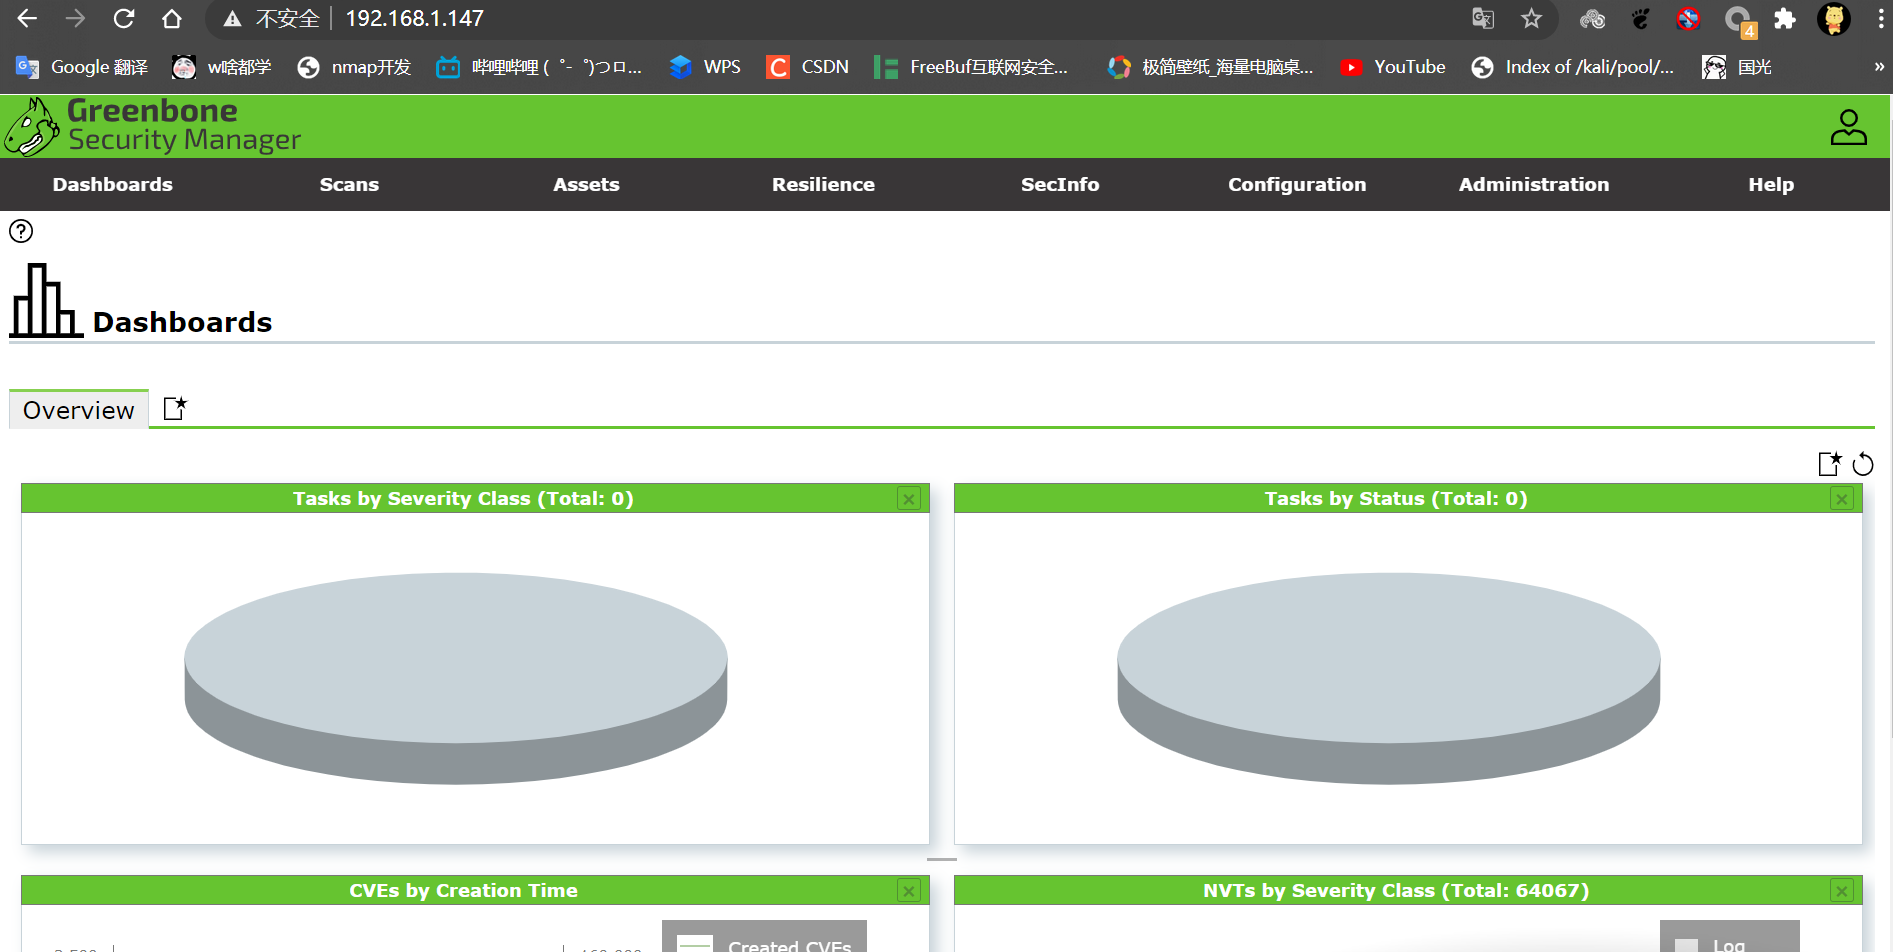 不安全 192.168.1.147
4
Google 翻译 w啥都学 nmap开发 哔哩哔哩 ( ゜- ゜)つロ... WPS CSDN FreeBuf互联网安全... 极简壁纸_海量电脑桌... YouTube Index of /kali/pool/... 国光 »
Greenbone
Security Manager
Dashboards Scans Assets Resilience SecInfo Configuration Administration Help
Dashboards
Overview
Tasks by Severity Class (Total: 0) Tasks by Status (Total: 0)
CVEs by Creation Time NVTs by Severity Class (Total: 64067)
Created CVEs Log